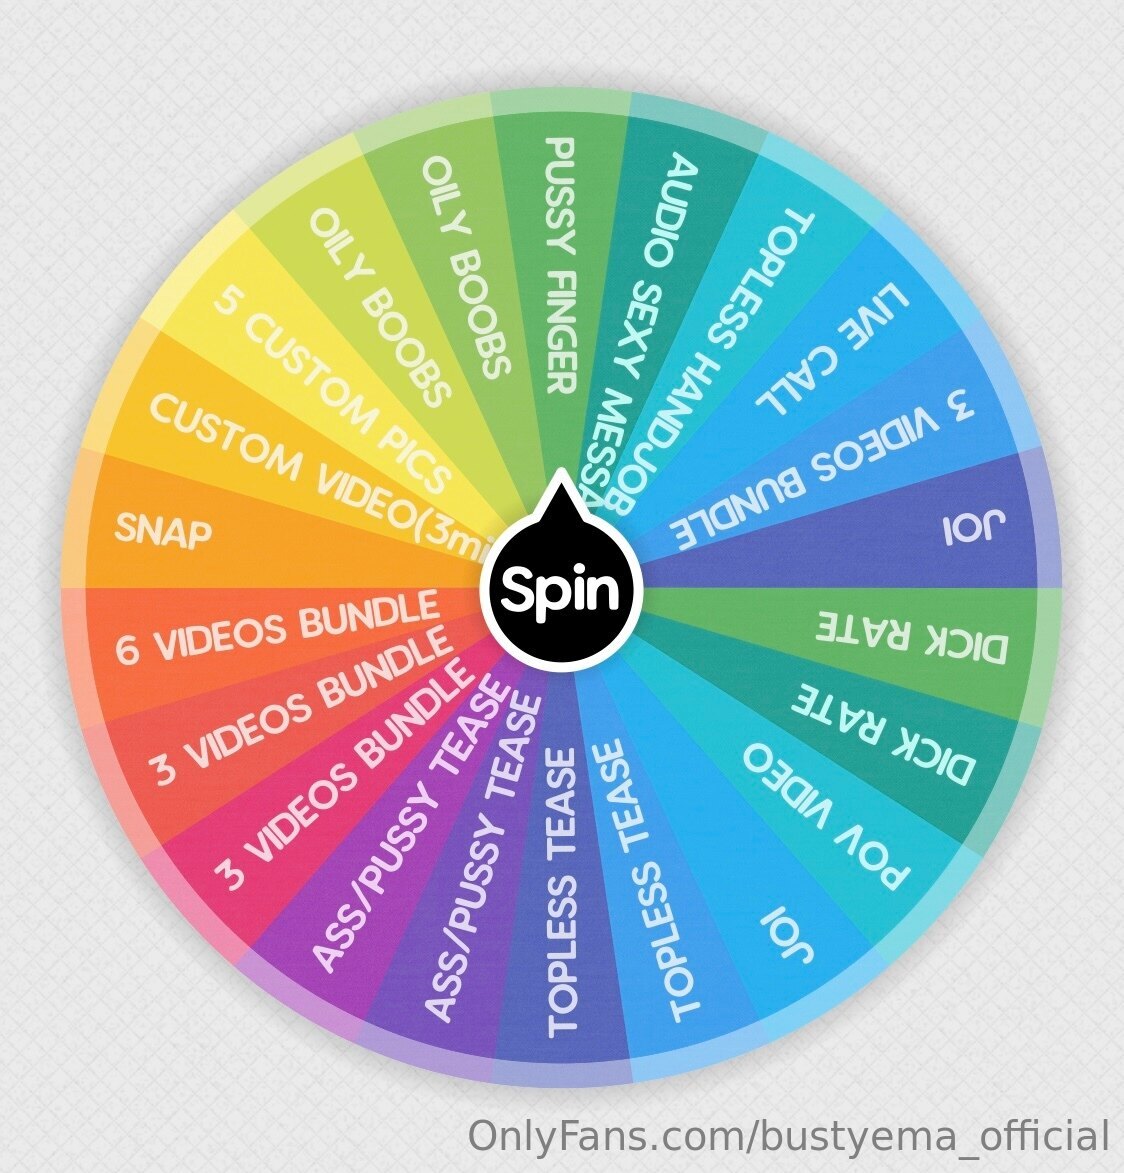 PUSSY FINGER
AUDIO SEXY MESSA
TOPLESS HANDJOB
LIVE CALL
3 VIDEOS BUNDLE
JOI
DICK RATE
DICK RATE
POV VIDEO
JOI
TOPLESS TEASE
TOPLESS TEASE
ASS/PUSSY TEASE
ASS/PUSSY TEASE
3 VIDEOS BUNDLE
3 VIDEOS BUNDLE
6 VIDEOS BUNDLE
SNAP
CUSTOM VIDEO(3mi
5 CUSTOM PICS
OILY BOOBS
OILY BOOBS
Spin
OnlyFans.com/bustyema_official